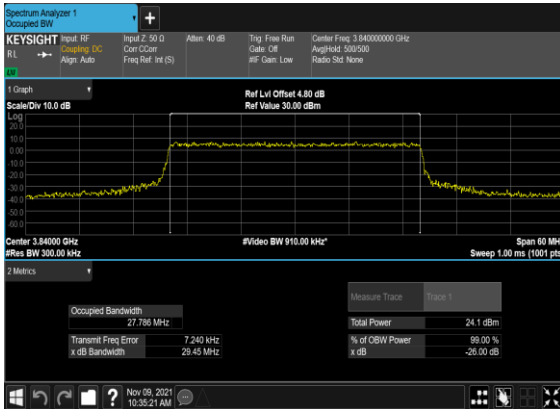 Spectrum Analyzer 1
Occupied BW
+
KEYSIGHT
RL
Input: RF
Coupling: DC
Align: Auto
Input Z: 50 Ω
Corr CCorr
Freq Ref: Int (S)
Atten: 40 dB
Trig: Free Run
Gate: Off
#IF Gain: Low
Center Freq: 3.840000000 GHz
Avg|Hold: 500/500
Radio Std: None
1 Graph
Scale/Div 10.0 dB
Ref Lvl Offset 4.80 dB
Ref Value 30.00 dBm
Log
20.0
10.0
0.00
-10.0
-20.0
-30.0
-40.0
-50.0
-60.0
Center 3.84000 GHz
#Res BW 300.00 kHz
#Video BW 910.00 kHz*
Span 60 MH
Sweep 1.00 ms (1001 pts
2 Metrics
Measure Trace Trace 1
Occupied Bandwidth
27.786 MHz
Total Power 24.1 dBm
Transmit Freq Error 7.240 kHz
x dB Bandwidth 29.45 MHz
% of OBW Power 99.00 %
x dB -26.00 dB
?
Nov 09, 2021
10:35:21 AM